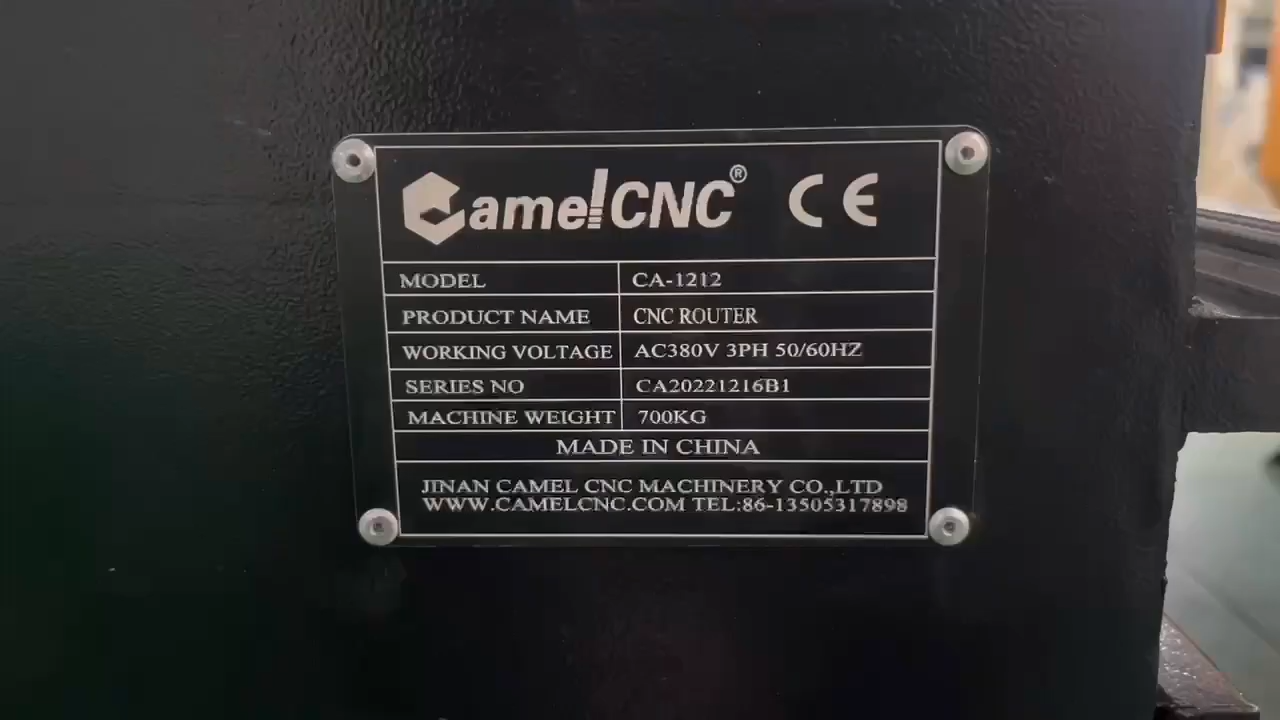 CamelCNC® CE
MODEL CA-1212
PRODUCT NAME CNC ROUTER
WORKING VOLTAGE AC380V 3PH 50/60HZ
SERIES NO CA20221216B1
MACHINE WEIGHT 700KG
MADE IN CHINA
JINAN CAMEL CNC MACHINERY CO.,LTD
WWW.CAMELCNC.COM TEL:86-13505317898